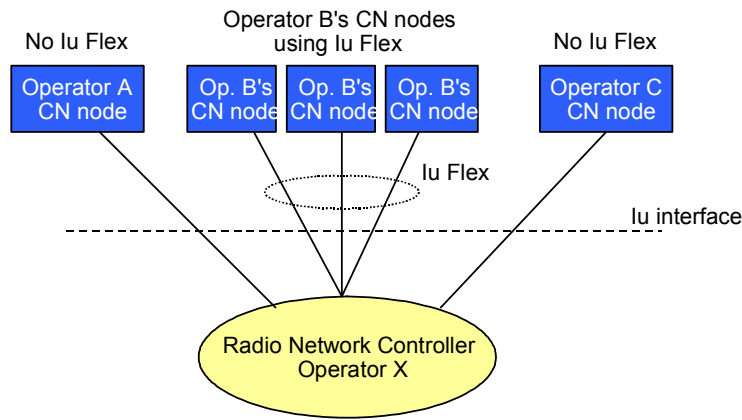 Operator B's CN nodes
using Iu Flex
No Iu Flex
No Iu Flex
Operator A
CN node
Op. B's
CN node
Op. B's
CN node
Op. B's
CN node
Operator C
CN node
Iu Flex
Iu interface
Radio Network Controller
Operator X